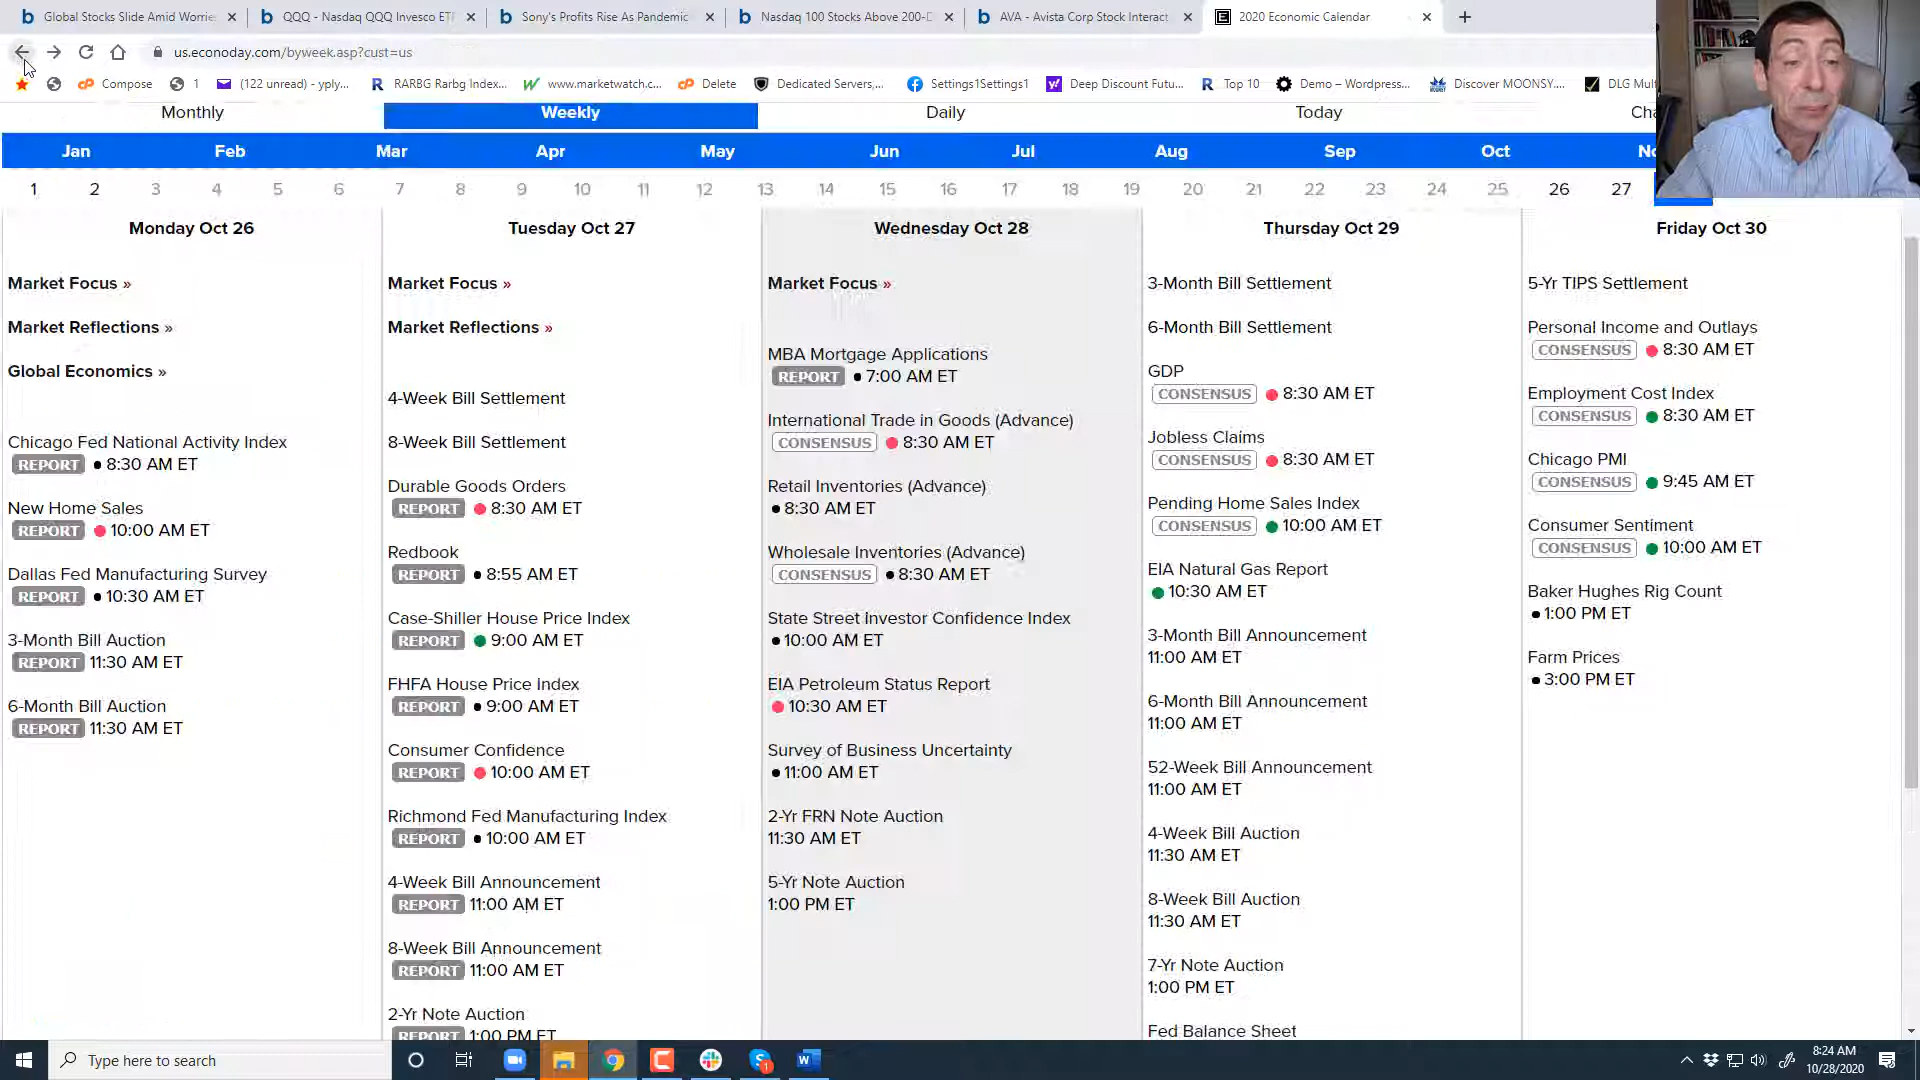 Global Stocks Slide Amid Worrie
QQQ - Nasdaq QQQ Invesco ET
Sony's Profits Rise As Pandemic
Nasdaq 100 Stocks Above 200-D
AVA - Avista Corp Stock Interact
2020 Economic Calendar
us.econoday.com/byweek.asp?cust=us
Compose
1
(122 unread) - yply...
RARBG Rarbg Index...
www.marketwatch.c...
Delete
Dedicated Servers,...
Settings1Settings1
Deep Discount Futu...
Top 10
Demo – Wordpress...
Discover MOONSY....
DLG Mult
Monthly
Weekly
Daily
Today
Cha
Jan Feb Mar Apr May Jun Jul Aug Sep Oct No
1 2 3 4 5 6 7 8 9 10 11 12 13 14 15 16 17 18 19 20 21 22 23 24 25 26 27
Monday Oct 26
Market Focus »
Market Reflections »
Global Economics »
Chicago Fed National Activity Index
REPORT 8:30 AM ET
New Home Sales
REPORT 10:00 AM ET
Dallas Fed Manufacturing Survey
REPORT 10:30 AM ET
3-Month Bill Auction
REPORT 11:30 AM ET
6-Month Bill Auction
REPORT 11:30 AM ET
Tuesday Oct 27
Market Focus »
Market Reflections »
4-Week Bill Settlement
8-Week Bill Settlement
Durable Goods Orders
REPORT 8:30 AM ET
Redbook
REPORT 8:55 AM ET
Case-Shiller House Price Index
REPORT 9:00 AM ET
FHFA House Price Index
REPORT 9:00 AM ET
Consumer Confidence
REPORT 10:00 AM ET
Richmond Fed Manufacturing Index
REPORT 10:00 AM ET
4-Week Bill Announcement
REPORT 11:00 AM ET
8-Week Bill Announcement
REPORT 11:00 AM ET
2-Yr Note Auction
REPORT 1:00 PM ET
Wednesday Oct 28
Market Focus »
MBA Mortgage Applications
REPORT 7:00 AM ET
International Trade in Goods (Advance)
CONSENSUS 8:30 AM ET
Retail Inventories (Advance)
8:30 AM ET
Wholesale Inventories (Advance)
CONSENSUS 8:30 AM ET
State Street Investor Confidence Index
10:00 AM ET
EIA Petroleum Status Report
10:30 AM ET
Survey of Business Uncertainty
11:00 AM ET
2-Yr FRN Note Auction
11:30 AM ET
5-Yr Note Auction
1:00 PM ET
Thursday Oct 29
3-Month Bill Settlement
6-Month Bill Settlement
GDP
CONSENSUS 8:30 AM ET
Jobless Claims
CONSENSUS 8:30 AM ET
Pending Home Sales Index
CONSENSUS 10:00 AM ET
EIA Natural Gas Report
10:30 AM ET
3-Month Bill Announcement
11:00 AM ET
6-Month Bill Announcement
11:00 AM ET
52-Week Bill Announcement
11:00 AM ET
4-Week Bill Auction
11:30 AM ET
8-Week Bill Auction
11:30 AM ET
7-Yr Note Auction
1:00 PM ET
Fed Balance Sheet
Friday Oct 30
5-Yr TIPS Settlement
Personal Income and Outlays
CONSENSUS 8:30 AM ET
Employment Cost Index
CONSENSUS 8:30 AM ET
Chicago PMI
CONSENSUS 9:45 AM ET
Consumer Sentiment
CONSENSUS 10:00 AM ET
Baker Hughes Rig Count
1:00 PM ET
Farm Prices
3:00 PM ET
Type here to search
8:24 AM
10/28/2020